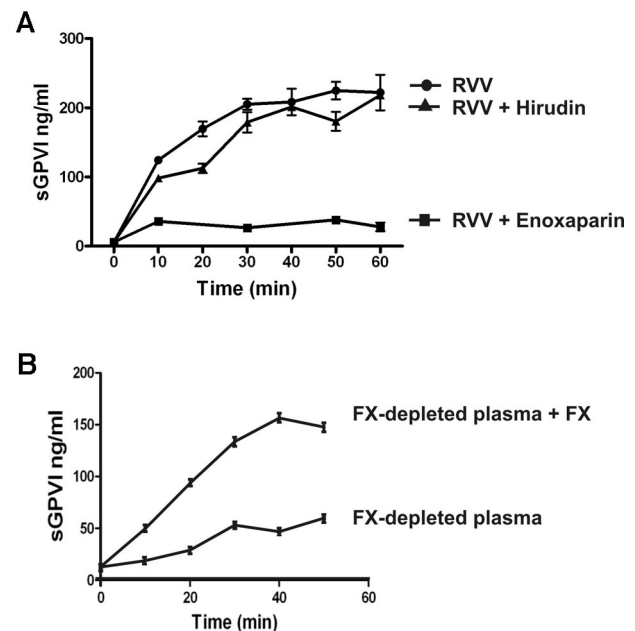 A
300
200
100
0
sGPVI ng/ml
0 10 20 30 40 50 60
Time (min)
RVV
RVV + Hirudin
RVV + Enoxaparin
B
200
150
100
50
0
sGPVI ng/ml
0 20 40 60
Time (min)
FX-depleted plasma + FX
FX-depleted plasma